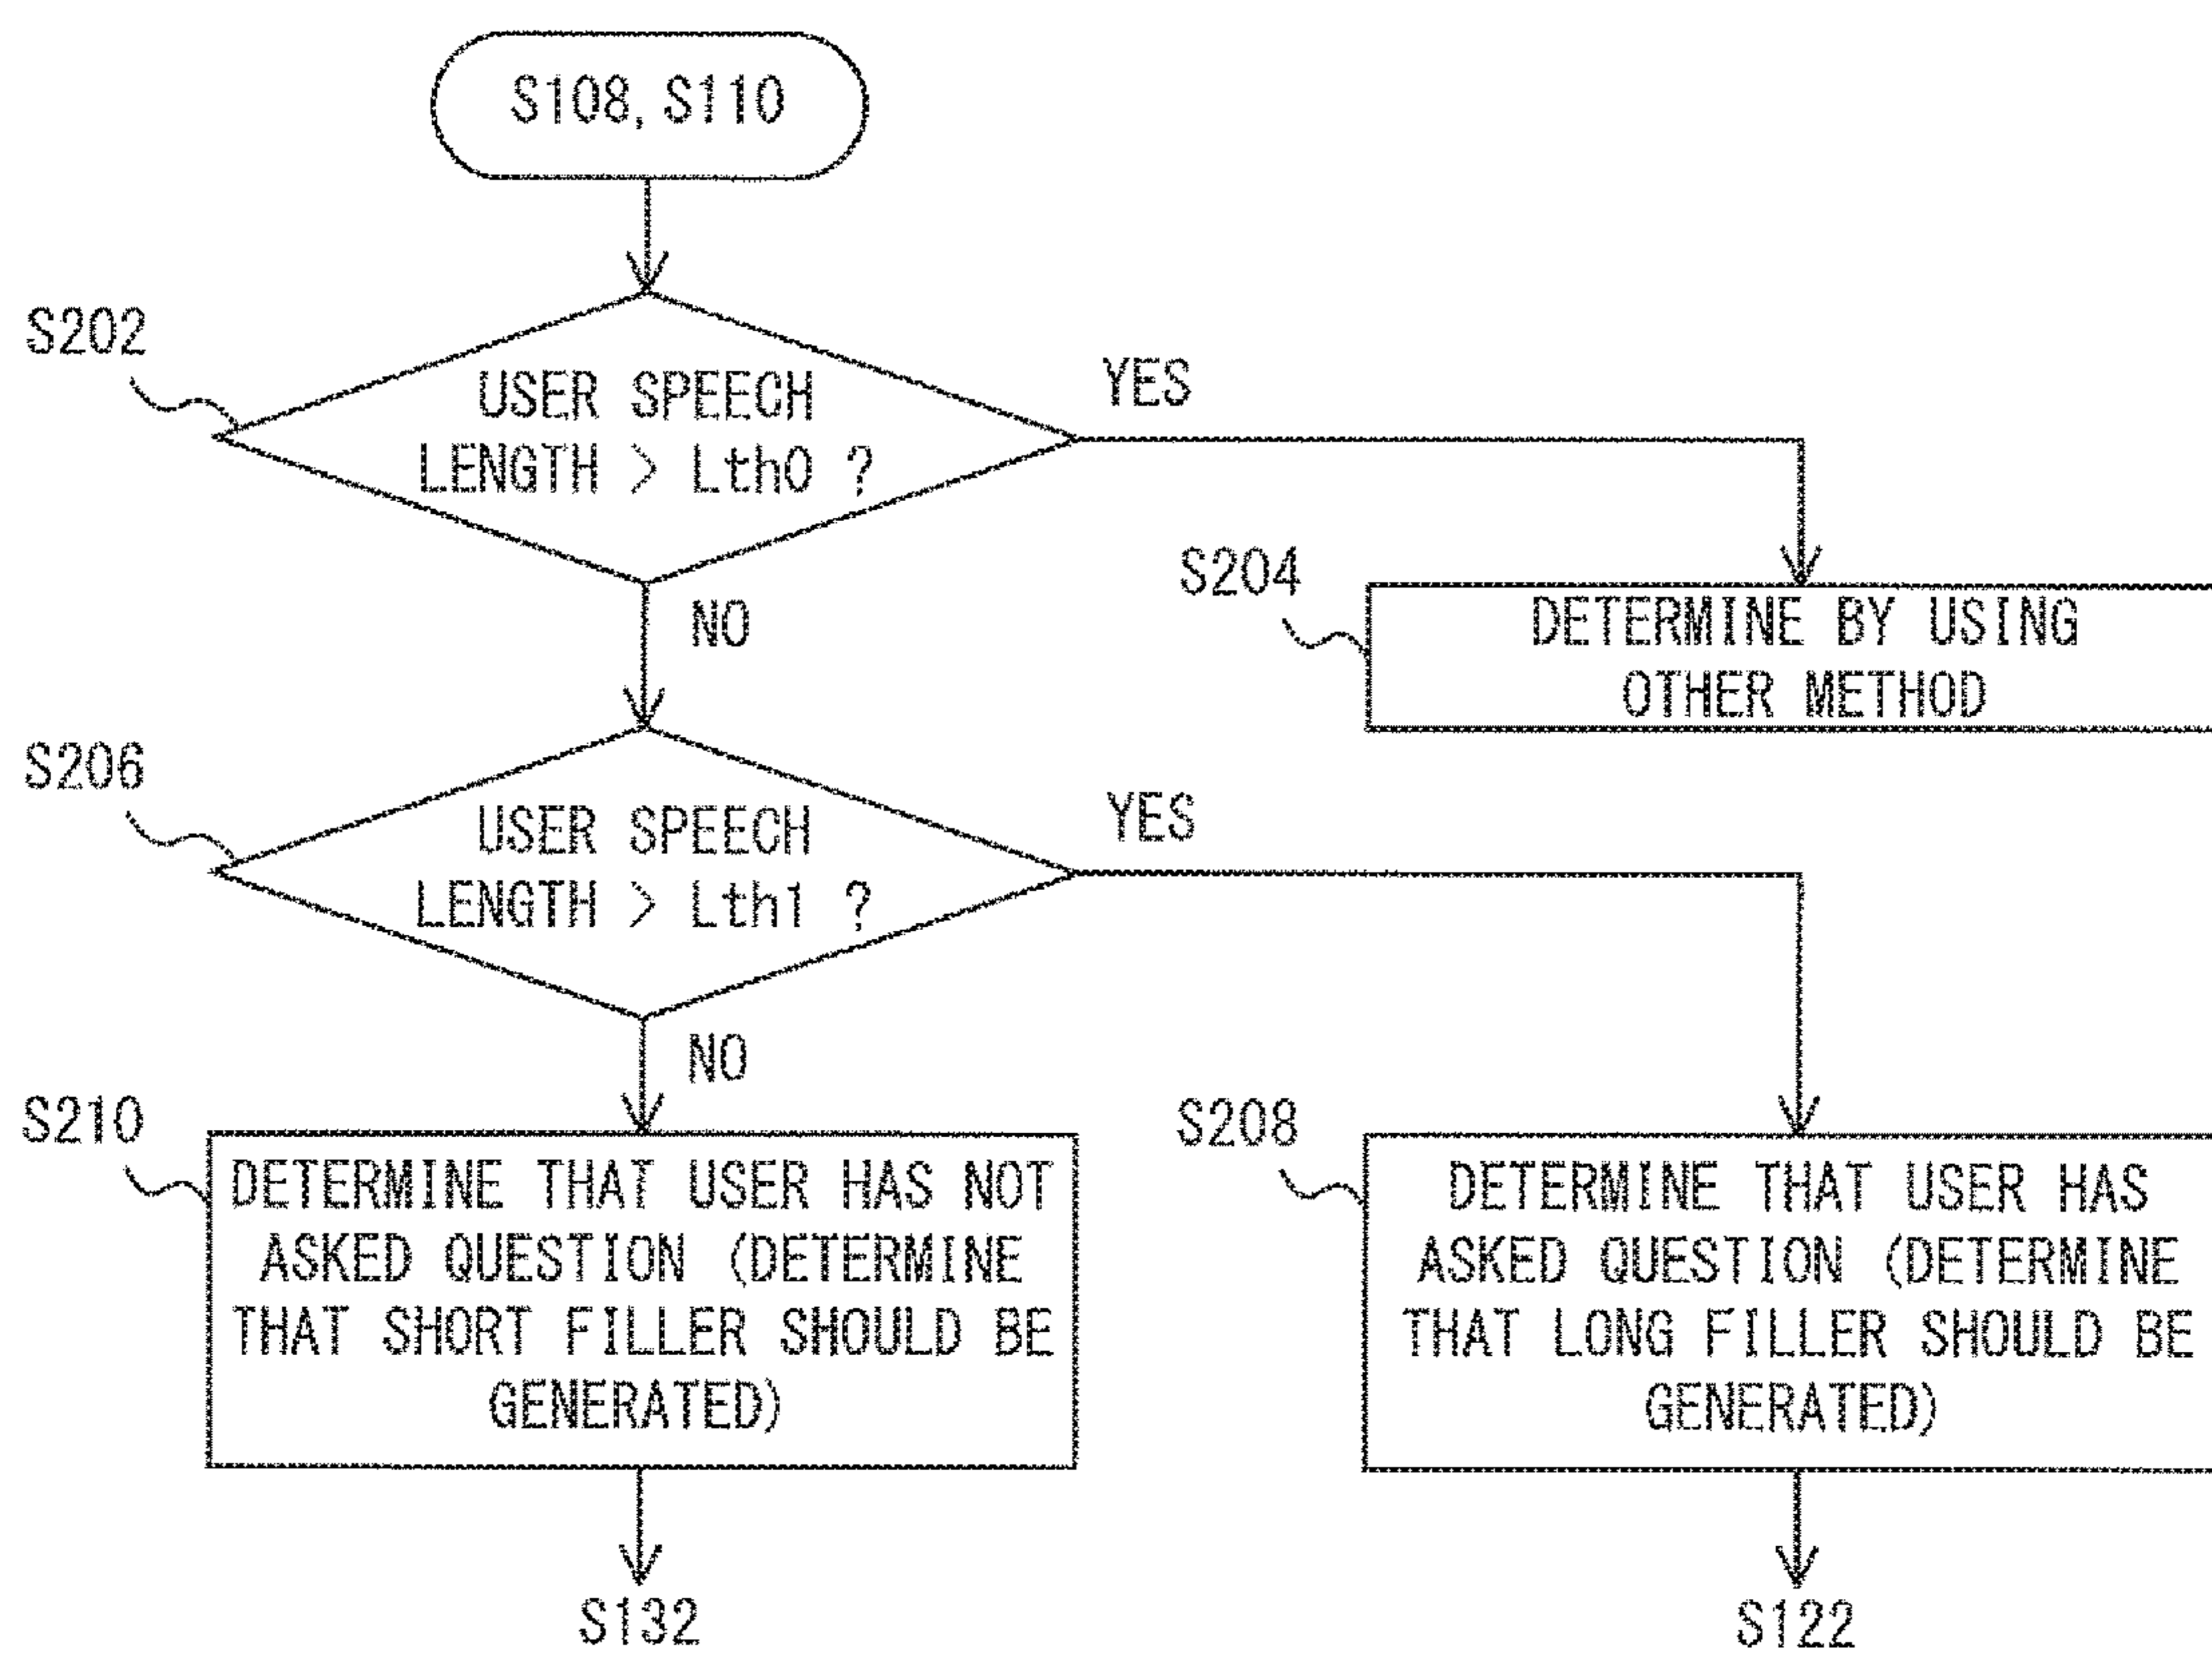 S108, S110
S202
USER SPEECH
LENGTH > Lth0 ?
YES
NO
S204
DETERMINE BY USING
OTHER METHOD
S206
USER SPEECH
LENGTH > Lth1 ?
YES
NO
S210
DETERMINE THAT USER HAS NOT
ASKED QUESTION (DETERMINE
THAT SHORT FILLER SHOULD BE
GENERATED)
S132
S208
DETERMINE THAT USER HAS
ASKED QUESTION (DETERMINE
THAT LONG FILLER SHOULD BE
GENERATED)
S122